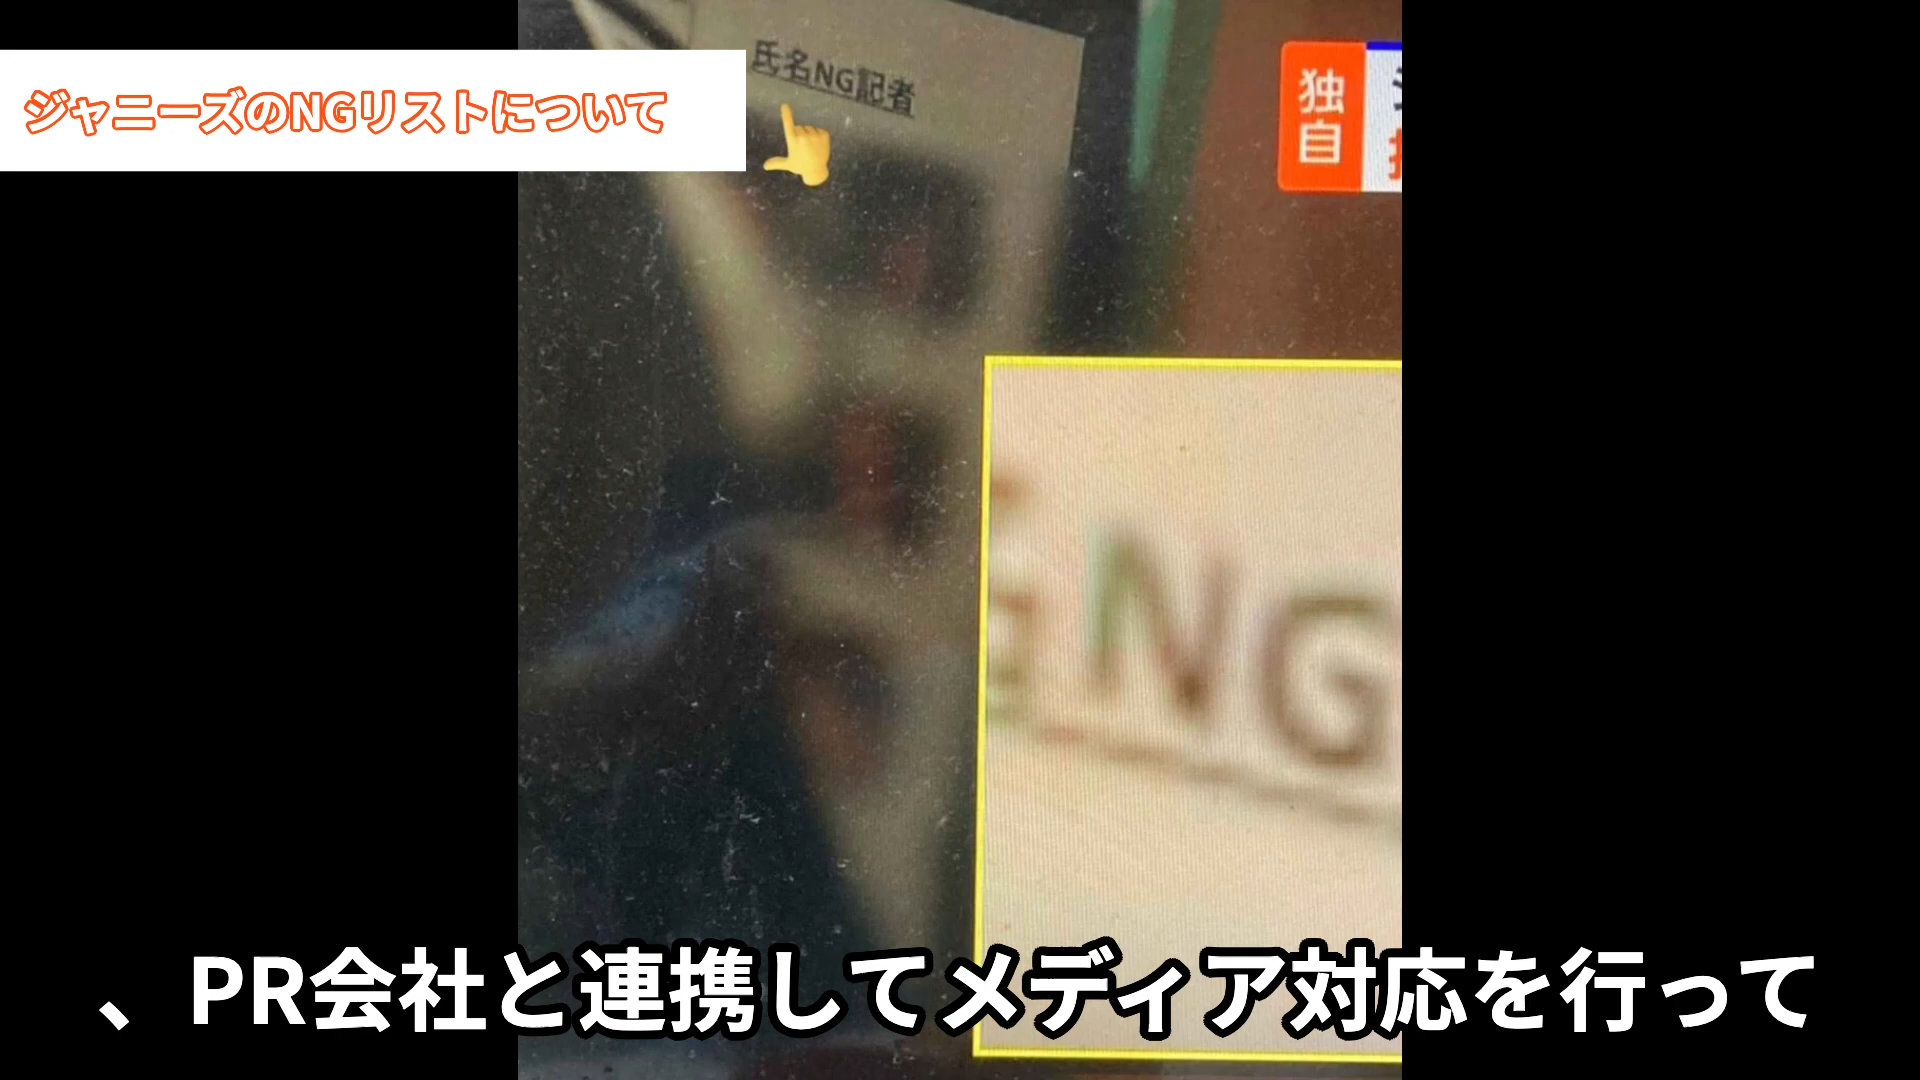 ジャニーズのNGリストについて
氏名NG記者
独自
NG
、PR会社と連携してメディア対応を行って